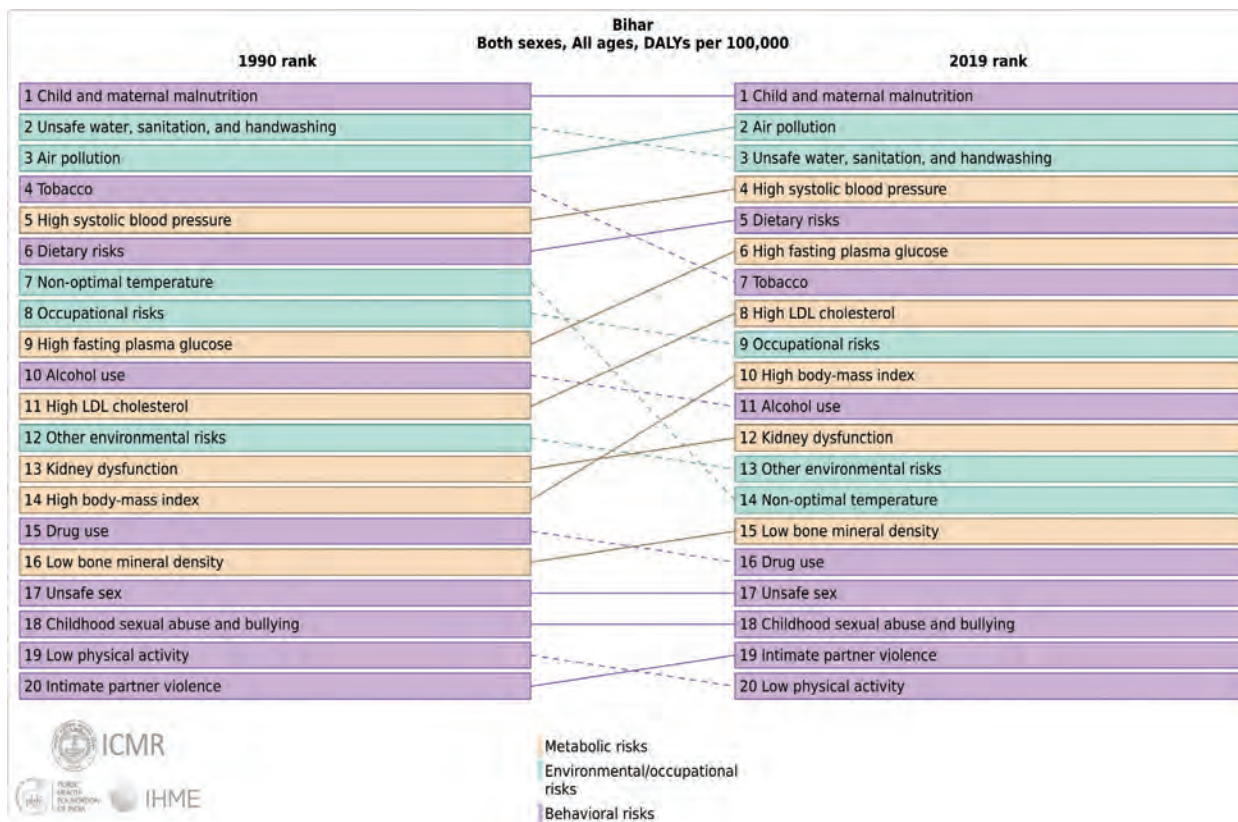 Bihar
Both sexes, All ages, DALYs per 100,000
1990 rank
2019 rank
1 Child and maternal malnutrition
2 Unsafe water, sanitation, and handwashing
3 Air pollution
4 Tobacco
5 High systolic blood pressure
6 Dietary risks
7 Non-optimal temperature
8 Occupational risks
9 High fasting plasma glucose
10 Alcohol use
11 High LDL cholesterol
12 Other environmental risks
13 Kidney dysfunction
14 High body-mass index
15 Drug use
16 Low bone mineral density
17 Unsafe sex
18 Childhood sexual abuse and bullying
19 Low physical activity
20 Intimate partner violence
1 Child and maternal malnutrition
2 Air pollution
3 Unsafe water, sanitation, and handwashing
4 High systolic blood pressure
5 Dietary risks
6 High fasting plasma glucose
7 Tobacco
8 High LDL cholesterol
9 Occupational risks
10 High body-mass index
11 Alcohol use
12 Kidney dysfunction
13 Other environmental risks
14 Non-optimal temperature
15 Low bone mineral density
16 Drug use
17 Unsafe sex
18 Childhood sexual abuse and bullying
19 Intimate partner violence
20 Low physical activity
ICMR
PUBLIC
HEALTH
FOUNDATION
OF INDIA
IHME
Metabolic risks
Environmental/occupational
risks
Behavioral risks